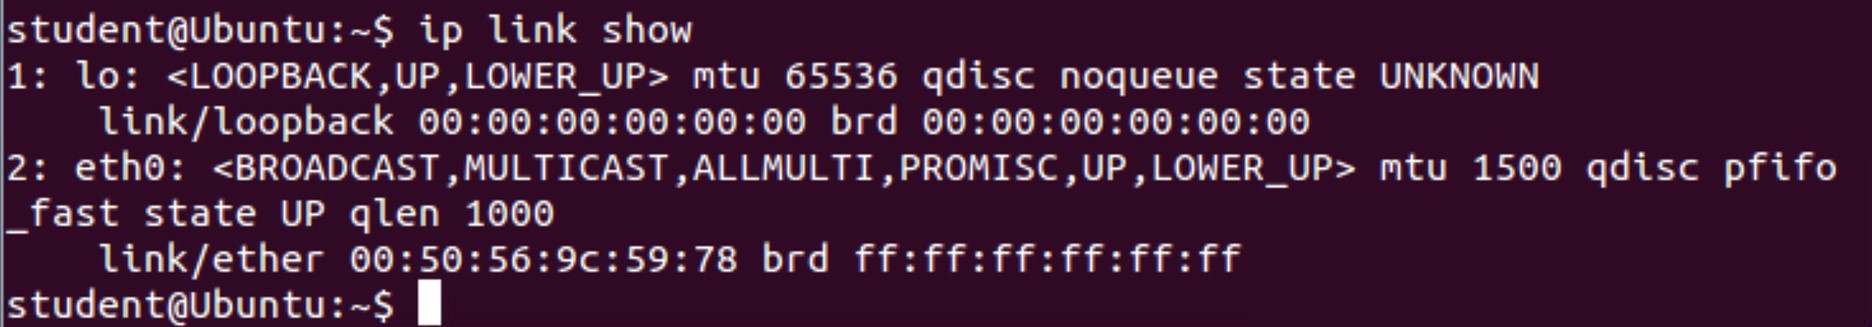 student@Ubuntu:~$ ip link show
1: lo: <LOOPBACK,UP,LOWER_UP> mtu 65536 qdisc noqueue state UNKNOWN
    link/loopback 00:00:00:00:00:00 brd 00:00:00:00:00:00
2: eth0: <BROADCAST,MULTICAST,ALLMULTI,PROMISC,UP,LOWER_UP> mtu 1500 qdisc pfifo
_fast state UP qlen 1000
    link/ether 00:50:56:9c:59:78 brd ff:ff:ff:ff:ff:ff
student@Ubuntu:~$